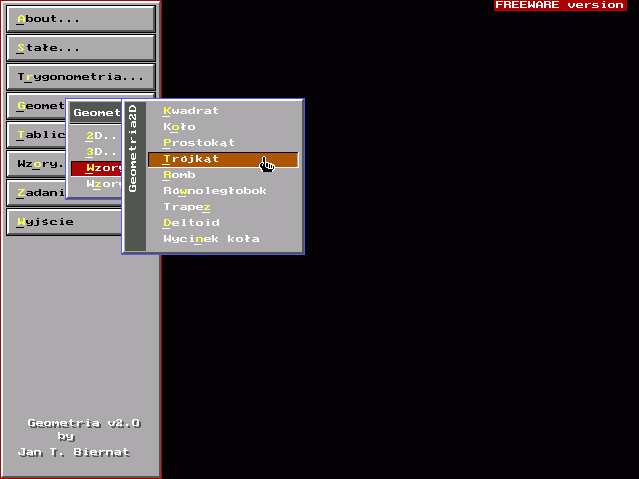 FREEWARE version
About...
Stałe...
Trygonometria...
Geomet
Tablic
Wzory.
Zadani
Wyjście
Geomet
2D..
3D..
Wzory
Wzory
Geometria2D
Kwadrat
Koło
Prostokąt
Trójkąt
Romb
Równoległobok
Trapez
Deltoid
Wycinek koła
Geometria v2.0
by
Jan T. Biernat